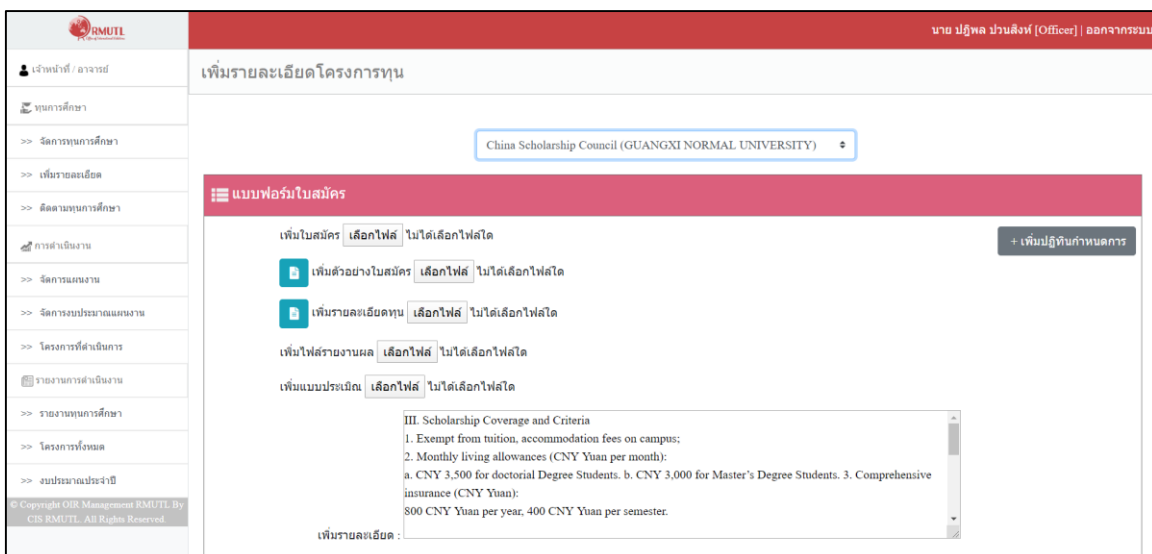 RMUTL
นาย ปฏิพล ปวนสิงห์ [Officer] | ออกจากระบบ
เจ้าหน้าที่ / อาจารย์
ทุนการศึกษา
>> จัดการทุนการศึกษา
>> เพิ่มรายละเอียด
>> ติดตามทุนการศึกษา
การดำเนินงาน
>> จัดการแผนงาน
>> จัดการงบประมาณแผนงาน
>> โครงการที่ดำเนินการ
รายงานการดำเนินงาน
>> รายงานทุนการศึกษา
>> โครงการทั้งหมด
>> งบประมาณประจำปี
© Copyright OIR Management RMUTL By
CIS RMUTL. All Rights Reserved
เพิ่มรายละเอียดโครงการทุน
China Scholarship Council (GUANGXI NORMAL UNIVERSITY)
แบบฟอร์มใบสมัคร
เพิ่มใบสมัคร เลือกไฟล์ ไม่ได้เลือกไฟล์ใด
+ เพิ่มปฏิทินกำหนดการ
เพิ่มตัวอย่างใบสมัคร เลือกไฟล์ ไม่ได้เลือกไฟล์ใด
เพิ่มรายละเอียดทุน เลือกไฟล์ ไม่ได้เลือกไฟล์ใด
เพิ่มไฟล์รายงานผล เลือกไฟล์ ไม่ได้เลือกไฟล์ใด
เพิ่มแบบประเมิณ เลือกไฟล์ ไม่ได้เลือกไฟล์ใด
III. Scholarship Coverage and Criteria
1. Exempt from tuition, accommodation fees on campus;
2. Monthly living allowances (CNY Yuan per month):
a. CNY 3,500 for doctorial Degree Students. b. CNY 3,000 for Master’s Degree Students. 3. Comprehensive
insurance (CNY Yuan):
800 CNY Yuan per year, 400 CNY Yuan per semester.
เพิ่มรายละเอียด :